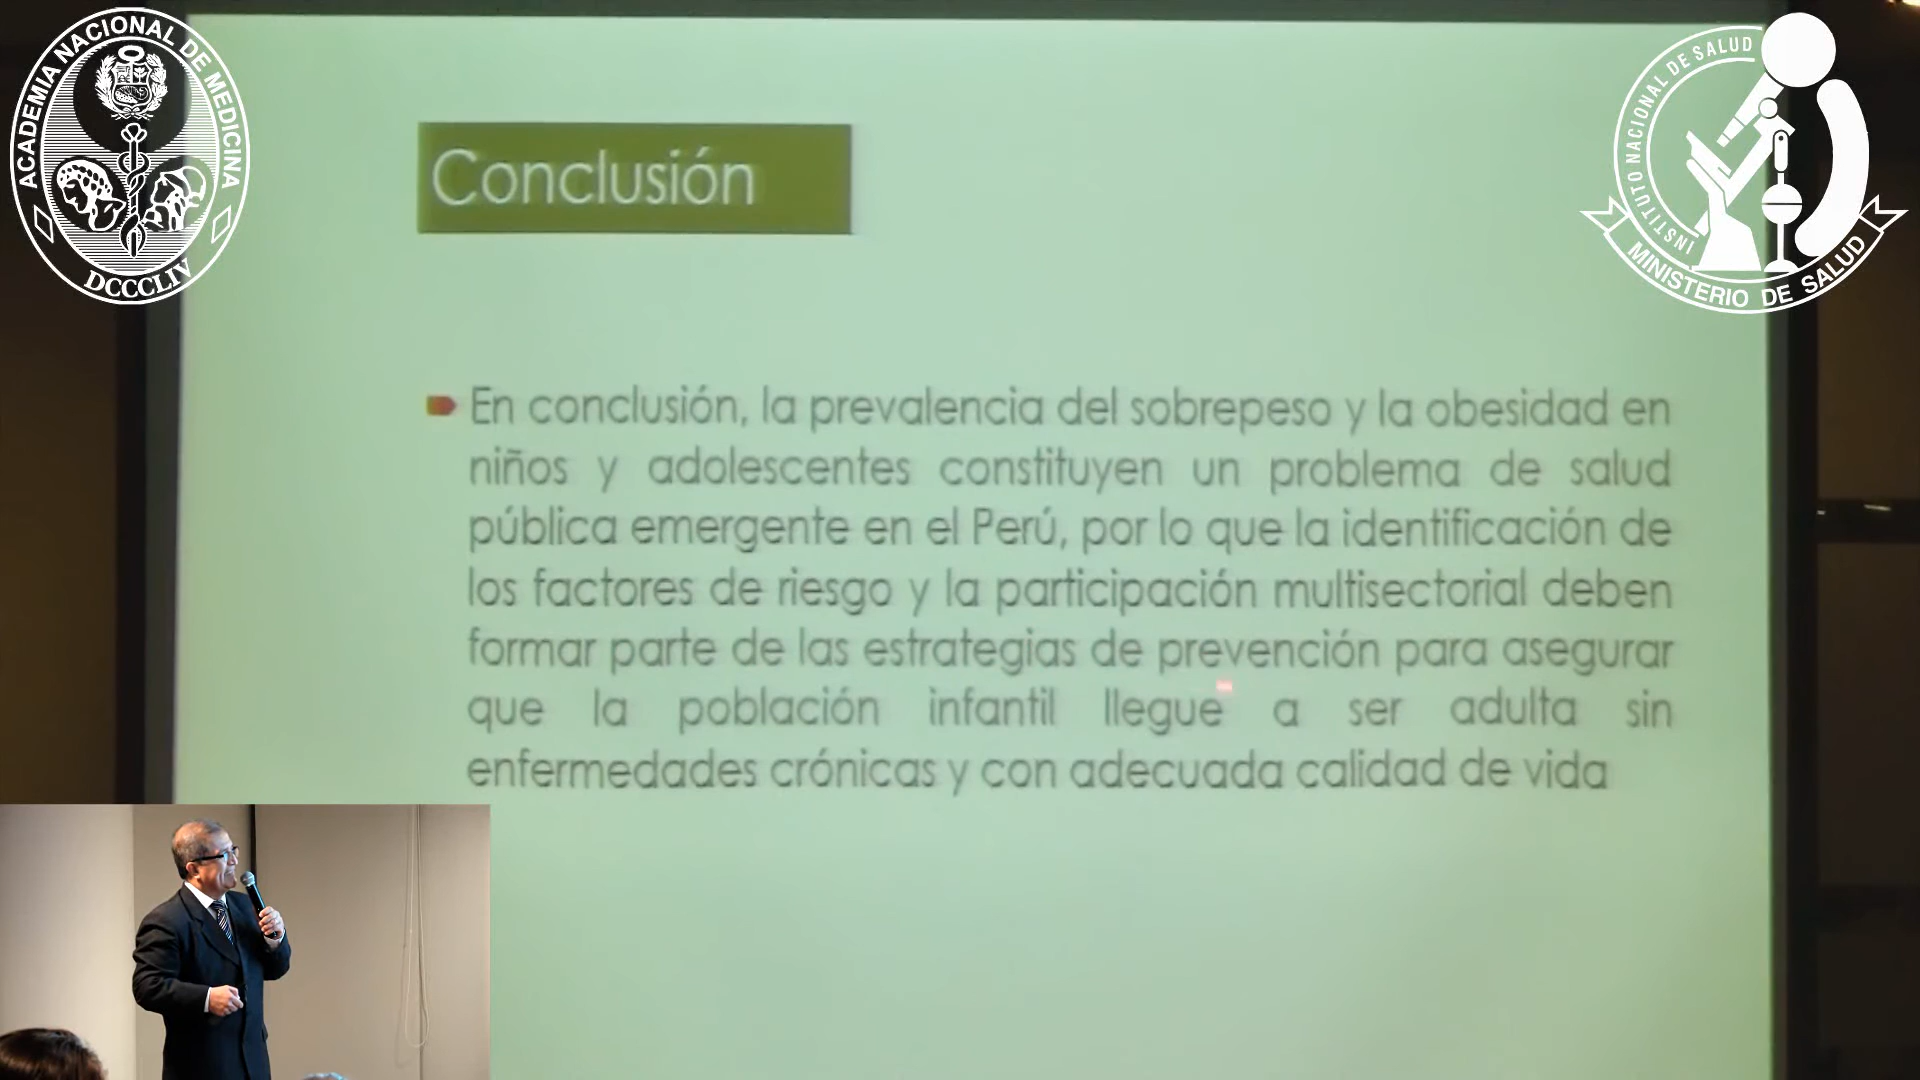 ACADEMIA NACIONAL DE MEDICINA
DCCCLIV
INSTITUTO NACIONAL DE SALUD
MINISTERIO DE SALUD
Conclusión
En conclusión, la prevalencia del sobrepeso y la obesidad en
niños y adolescentes constituyen un problema de salud
pública emergente en el Perú, por lo que la identificación de
los factores de riesgo y la participación multisectorial deben
formar parte de las estrategias de prevención para asegurar
que la población infantil llegue a ser adulta sin
enfermedades crónicas y con adecuada calidad de vida